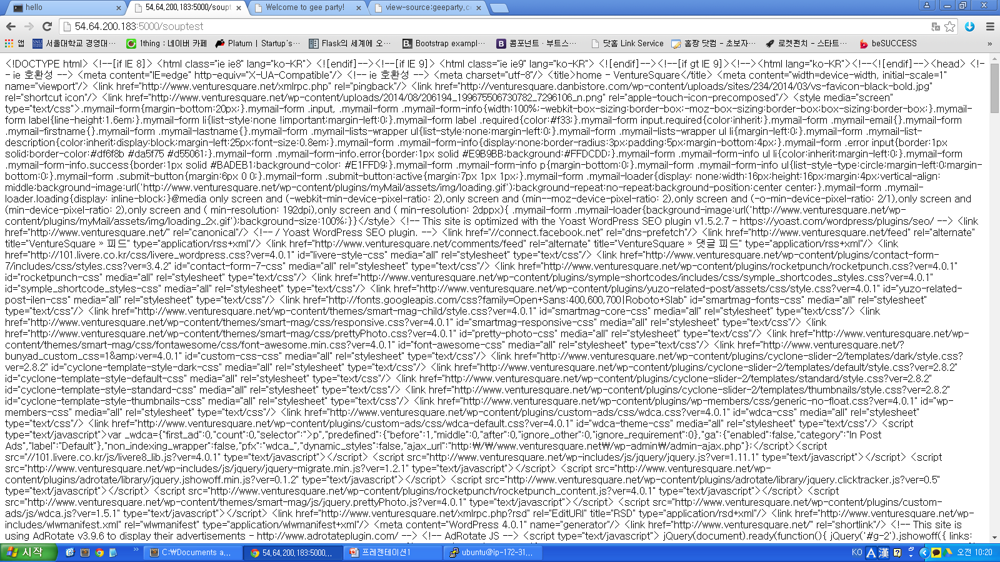 hello
54.64.200.183:5000/soupt
Welcome to gee party!
view-source:geeparty.c
54.64.200.183:5000/souptest
앱
서울대학교 경영대…
1thing : 네이버 카페
Platum | Startup's…
Flask의 세계에 오…
Bootstrap exampl…
콤포넌트 · 부트스…
닷홈 Link Service
홈짱 닷컴 - 초보자…
로켓펀치 - 스타트…
beSUCCESS
»
<!DOCTYPE html> <!--[if IE 8]> <html class="ie ie8" lang="ko-KR"> <![endif]--><!--[if IE 9]> <html class="ie ie9" lang="ko-KR"> <![endif]--><!--[if gt IE 9]><!--><html lang="ko-KR"><!--<![endif]--><head> <!-
- ie 호환성 --> <meta content="IE=edge" http-equiv="X-UA-Compatible"/> <!-- ie 호환성 --> <meta charset="utf-8"/> <title>home - VentureSquare</title> <meta content="width=device-width, initial-scale=1"
name="viewport"/> <link href="http://www.venturesquare.net/xmlrpc.php" rel="pingback"/> <link href="http://venturesquare.danbistore.com/wp-content/uploads/sites/234/2014/03/vs-favicon-black-bold.jpg"
rel="shortcut icon"/> <link href="http://www.venturesquare.net/wp-content/uploads/2014/08/206194_199675506730782_7296106_n.png" rel="apple-touch-icon-precomposed"/> <style media="screen"
type="text/css">.mymail-form{margin-bottom:20px;}.mymail-form .input, .mymail-form .mymail-form-info{width:100%;-webkit-box-sizing:border-box;-moz-box-sizing:border-box;box-sizing:border-box;}.mymail-
form label{line-height:1.6em;}.mymail-form li{list-style:none !important;margin-left:0;}.mymail-form label .required{color:#f33;}.mymail-form input.required{color:inherit;}.mymail-form .mymail-email{}.mymail-form
.mymail-firstname{}.mymail-form .mymail-lastname{}.mymail-form .mymail-lists-wrapper ul{list-style:none;margin-left:0;}.mymail-form .mymail-lists-wrapper ul li{margin-left:0;}.mymail-form .mymail-list-
description{color:inherit;display:block;margin-left:25px;font-size:0.8em;}.mymail-form .mymail-form-info{display:none;border-radius:3px;padding:5px;margin-bottom:4px;}.mymail-form .error input{border:1px
solid;border-color:#df6f8b #da5f75 #d55061;}.mymail-form .mymail-form-info.error{border:1px solid #E9B9BB;background:#FFDCDD;}.mymail-form .mymail-form-info ul li{color:inherit;margin-left:0;}.mymail-form
.mymail-form-info.success{border:1px solid #BADEB1;background-color: #E1FFD9;}.mymail-form .mymail-form-info p{margin-bottom:0;}.mymail-form .mymail-form-info ul{list-style-type:circle;margin-left:0;margin-
bottom:0;}.mymail-form .submit-button{margin:6px 0 0;}.mymail-form .submit-button:active{margin:7px 1px 1px;}.mymail-form .mymail-loader{display: none;width:16px;height:16px;margin:4px;vertical-align:
middle;background-image:url('http://www.venturesquare.net/wp-content/plugins/myMail/assets/img/loading.gif');background-repeat:no-repeat;background-position:center center;}.mymail-form .mymail-
loader.loading{display: inline-block;}@media only screen and (-webkit-min-device-pixel-ratio: 2),only screen and (min--moz-device-pixel-ratio: 2),only screen and (-o-min-device-pixel-ratio: 2/1),only screen and
(min-device-pixel-ratio: 2),only screen and ( min-resolution: 192dpi),only screen and ( min-resolution: 2dppx){ .mymail-form .mymail-loader{background-image:url('http://www.venturesquare.net/wp-
content/plugins/myMail/assets/img/loading_2x.gif');background-size:100%;}}</style> <!-- This site is optimized with the Yoast WordPress SEO plugin v1.5.2.7 - https://yoast.com/wordpress/plugins/seo/ --> <link
href="http://www.venturesquare.net/" rel="canonical"/> <!-- / Yoast WordPress SEO plugin. --> <link href="//connect.facebook.net" rel="dns-prefetch"/> <link href="http://www.venturesquare.net/feed" rel="alternate"
title="VentureSquare » 피드" type="application/rss+xml"/> <link href="http://www.venturesquare.net/comments/feed" rel="alternate" title="VentureSquare » 댓글 피드" type="application/rss+xml"/> <link
href="http://101.livere.co.kr/css/livere_wordpress.css?ver=4.0.1" id="livere-style-css" media="all" rel="stylesheet" type="text/css"/> <link href="http://www.venturesquare.net/wp-content/plugins/contact-form-
7/includes/css/styles.css?ver=3.4.2" id="contact-form-7-css" media="all" rel="stylesheet" type="text/css"/> <link href="http://www.venturesquare.net/wp-content/plugins/rocketpunch/rocketpunch.css?ver=4.0.1"
id="rocketpunch-css" media="all" rel="stylesheet" type="text/css"/> <link href="http://www.venturesquare.net/wp-content/plugins/symple-shortcodes/includes/css/symple_shortcodes_styles.css?ver=4.0.1"
id="symple_shortcode_styles-css" media="all" rel="stylesheet" type="text/css"/> <link href="http://www.venturesquare.net/wp-content/plugins/yuzo-related-post/assets/css/style.css?ver=4.0.1" id="yuzo-related-
post-ilen-css" media="all" rel="stylesheet" type="text/css"/> <link href="http://fonts.googleapis.com/css?family=Open+Sans:400,600,700|Roboto+Slab" id="smartmag-fonts-css" media="all" rel="stylesheet"
type="text/css"/> <link href="http://www.venturesquare.net/wp-content/themes/smart-mag-child/style.css?ver=4.0.1" id="smartmag-core-css" media="all" rel="stylesheet" type="text/css"/> <link
href="http://www.venturesquare.net/wp-content/themes/smart-mag/css/responsive.css?ver=4.0.1" id="smartmag-responsive-css" media="all" rel="stylesheet" type="text/css"/> <link
href="http://www.venturesquare.net/wp-content/themes/smart-mag/css/prettyPhoto.css?ver=4.0.1" id="pretty-photo-css" media="all" rel="stylesheet" type="text/css"/> <link href="http://www.venturesquare.net/wp-
content/themes/smart-mag/css/fontawesome/css/font-awesome.min.css?ver=4.0.1" id="font-awesome-css" media="all" rel="stylesheet" type="text/css"/> <link href="http://www.venturesquare.net/?
bunyad_custom_css=1&amp;ver=4.0.1" id="custom-css-css" media="all" rel="stylesheet" type="text/css"/> <link href="http://www.venturesquare.net/wp-content/plugins/cyclone-slider-2/templates/dark/style.css?
ver=2.8.2" id="cyclone-template-style-dark-css" media="all" rel="stylesheet" type="text/css"/> <link href="http://www.venturesquare.net/wp-content/plugins/cyclone-slider-2/templates/default/style.css?ver=2.8.2"
id="cyclone-template-style-default-css" media="all" rel="stylesheet" type="text/css"/> <link href="http://www.venturesquare.net/wp-content/plugins/cyclone-slider-2/templates/standard/style.css?ver=2.8.2"
id="cyclone-template-style-standard-css" media="all" rel="stylesheet" type="text/css"/> <link href="http://www.venturesquare.net/wp-content/plugins/cyclone-slider-2/templates/thumbnails/style.css?ver=2.8.2"
id="cyclone-template-style-thumbnails-css" media="all" rel="stylesheet" type="text/css"/> <link href="http://www.venturesquare.net/wp-content/plugins/wp-members/css/generic-no-float.css?ver=4.0.1" id="wp-
members-css" media="all" rel="stylesheet" type="text/css"/> <link href="http://www.venturesquare.net/wp-content/plugins/custom-ads/css/wdca.css?ver=4.0.1" id="wdca-css" media="all" rel="stylesheet"
type="text/css"/> <link href="http://www.venturesquare.net/wp-content/plugins/custom-ads/css/wdca-default.css?ver=4.0.1" id="wdca-theme-css" media="all" rel="stylesheet" type="text/css"/> <script
type="text/javascript">var _wdca={"first_ad":0,"count":0,"selector":">p","predefined":{"before":1,"middle":0,"after":0,"ignore_other":0,"ignore_requirement":0},"ga":{"enabled":false,"category":"In Post
Ads","label":"Default"},"non_indexing_wrapper":false,"pfx":"wdca_","dynamic_styles":false,"ajax_url":"http:₩/₩/www.venturesquare.net₩/wp-admin₩/admin-ajax.php"};</script><script
src="//101.livere.co.kr/js/livere8_lib.js?ver=4.0.1" type="text/javascript"></script> <script src="http://www.venturesquare.net/wp-includes/js/jquery/jquery.js?ver=1.11.1" type="text/javascript"></script> <script
src="http://www.venturesquare.net/wp-includes/js/jquery/jquery-migrate.min.js?ver=1.2.1" type="text/javascript"></script> <script src="http://www.venturesquare.net/wp-
content/plugins/adrotate/library/jquery.jshowoff.min.js?ver=0.1.2" type="text/javascript"></script> <script src="http://www.venturesquare.net/wp-content/plugins/adrotate/library/jquery.clicktracker.js?ver=0.5"
type="text/javascript"></script> <script src="http://www.venturesquare.net/wp-content/plugins/rocketpunch/rocketpunch_content.js?ver=4.0.1" type="text/javascript"></script> <script
src="http://www.venturesquare.net/wp-content/themes/smart-mag/js/jquery.prettyPhoto.js?ver=4.0.1" type="text/javascript"></script> <script src="http://www.venturesquare.net/wp-content/plugins/custom-
ads/js/wdca.js?ver=1.5.1" type="text/javascript"></script> <link href="http://www.venturesquare.net/xmlrpc.php?rsd" rel="EditURI" title="RSD" type="application/rsd+xml"/> <link href="http://www.venturesquare.net/wp-
includes/wlwmanifest.xml" rel="wlwmanifest" type="application/wlwmanifest+xml"/> <meta content="WordPress 4.0.1" name="generator"/> <link href="http://www.venturesquare.net/" rel="shortlink"/> <!-- This site is
using AdRotate v3.9.6 to display their advertisements - http://www.adrotateplugin.com/ --> <!-- AdRotate JS --> <script type="text/javascript"> jQuery(document).ready(function(){ jQuery('#g-2').jshowoff({ links:
시작
»
C:₩Documents a...
54.64.200.183:5000...
프레젠테이션1
ubuntu@ip-172-31...
KO
A
漢
오전 10:20